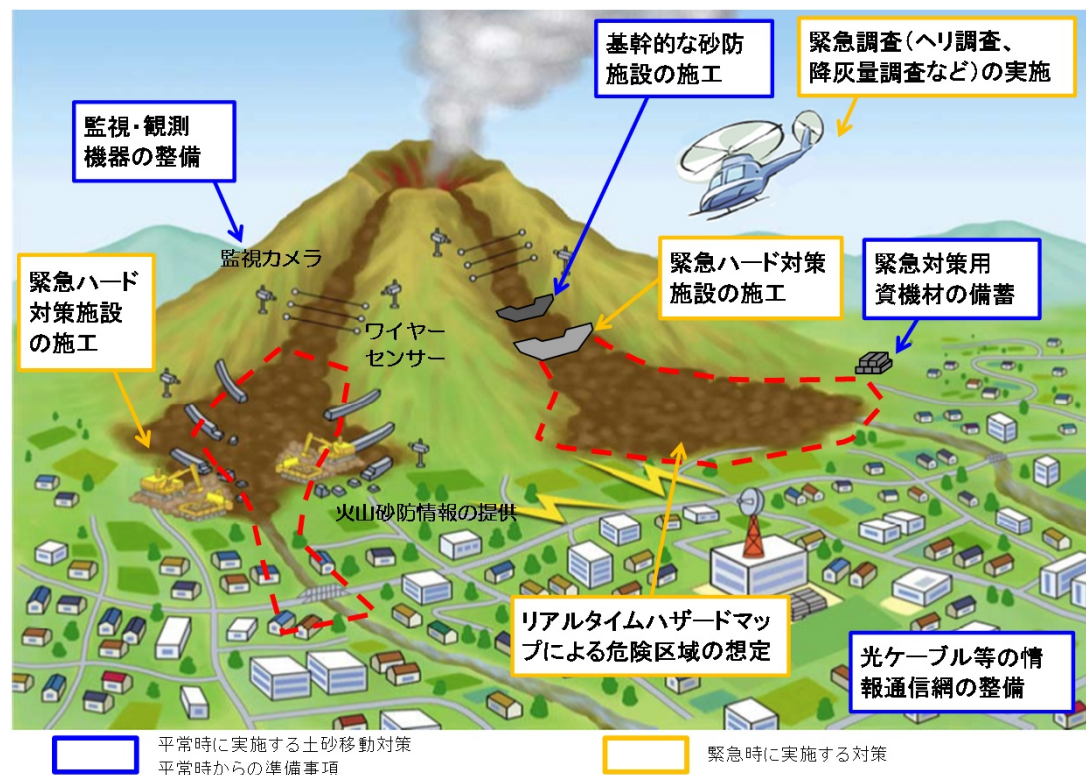 基幹的な砂防
施設の施工
緊急調査(ヘリ調査、
降灰量調査など)の実施
監視・観測
機器の整備
監視カメラ
緊急ハード
対策施設
の施工
緊急ハード対策
施設の施工
緊急対策用
資機材の備蓄
ワイヤー
センサー
火山砂防情報の提供
リアルタイムハザードマッ
プによる危険区域の想定
光ケーブル等の情
報通信網の整備
平常時に実施する土砂移動対策
平常時からの準備事項
緊急時に実施する対策